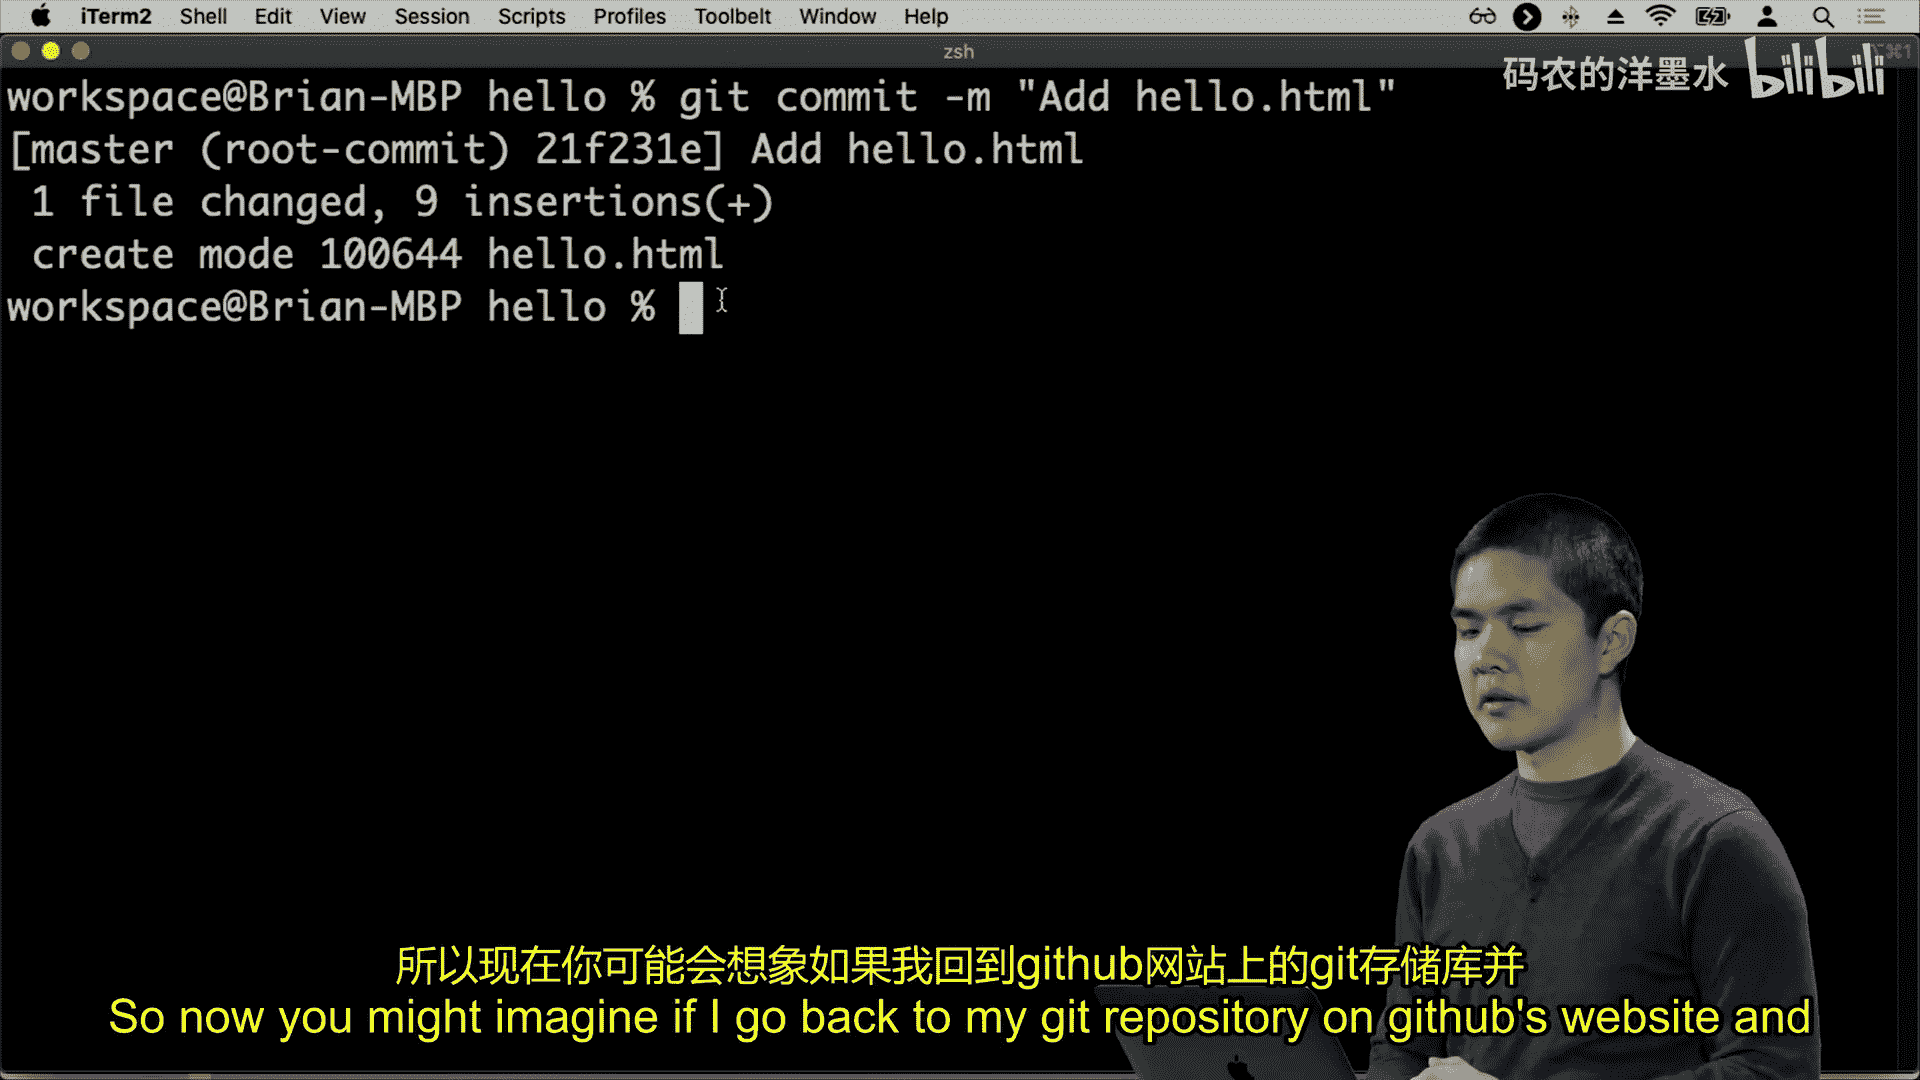 iTerm2 Shell Edit View Session Scripts Profiles Toolbelt Window Help
zsh
码农的洋墨水 bilibili
workspace@Brian-MBP hello % git commit -m "Add hello.html"
[master (root-commit) 21f231e] Add hello.html
1 file changed, 9 insertions(+)
create mode 100644 hello.html
workspace@Brian-MBP hello %
所以现在你可能会想象如果我回到github网站上的git存储库并
So now you might imagine if I go back to my git repository on github's website and